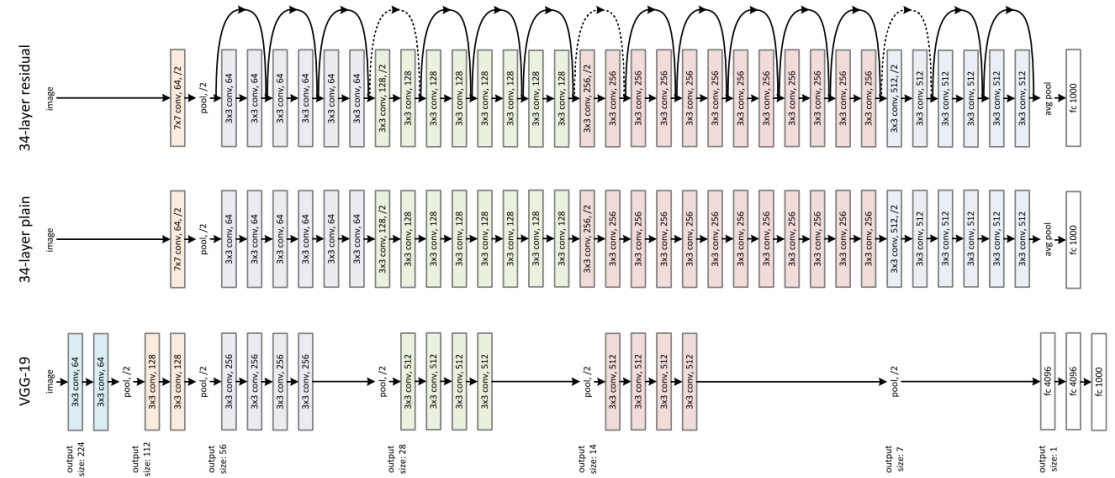 34-layer residual
image
7x7 conv, 64, /2
pool, /2
3x3 conv, 64
3x3 conv, 64
3x3 conv, 64
3x3 conv, 64
3x3 conv, 64
3x3 conv, 64
3x3 conv, 128, /2
3x3 conv, 128
3x3 conv, 128
3x3 conv, 128
3x3 conv, 128
3x3 conv, 128
3x3 conv, 128
3x3 conv, 128
3x3 conv, 256, /2
3x3 conv, 256
3x3 conv, 256
3x3 conv, 256
3x3 conv, 256
3x3 conv, 256
3x3 conv, 256
3x3 conv, 256
3x3 conv, 256
3x3 conv, 256
3x3 conv, 256
3x3 conv, 256
3x3 conv, 512, /2
3x3 conv, 512
3x3 conv, 512
3x3 conv, 512
3x3 conv, 512
3x3 conv, 512
avg pool
fc 1000
34-layer plain
image
7x7 conv, 64, /2
pool, /2
3x3 conv, 64
3x3 conv, 64
3x3 conv, 64
3x3 conv, 64
3x3 conv, 64
3x3 conv, 64
3x3 conv, 128, /2
3x3 conv, 128
3x3 conv, 128
3x3 conv, 128
3x3 conv, 128
3x3 conv, 128
3x3 conv, 128
3x3 conv, 128
3x3 conv, 256, /2
3x3 conv, 256
3x3 conv, 256
3x3 conv, 256
3x3 conv, 256
3x3 conv, 256
3x3 conv, 256
3x3 conv, 256
3x3 conv, 256
3x3 conv, 256
3x3 conv, 256
3x3 conv, 256
3x3 conv, 512, /2
3x3 conv, 512
3x3 conv, 512
3x3 conv, 512
3x3 conv, 512
3x3 conv, 512
avg pool
fc 1000
VGG-19
image
3x3 conv, 64
3x3 conv, 64
pool, /2
3x3 conv, 128
3x3 conv, 128
pool, /2
3x3 conv, 256
3x3 conv, 256
3x3 conv, 256
3x3 conv, 256
pool, /2
3x3 conv, 512
3x3 conv, 512
3x3 conv, 512
3x3 conv, 512
pool, /2
3x3 conv, 512
3x3 conv, 512
3x3 conv, 512
3x3 conv, 512
pool, /2
fc 4096
fc 4096
fc 1000
output
size: 224
output
size: 112
output
size: 56
output
size: 28
output
size: 14
output
size: 7
output
size: 1